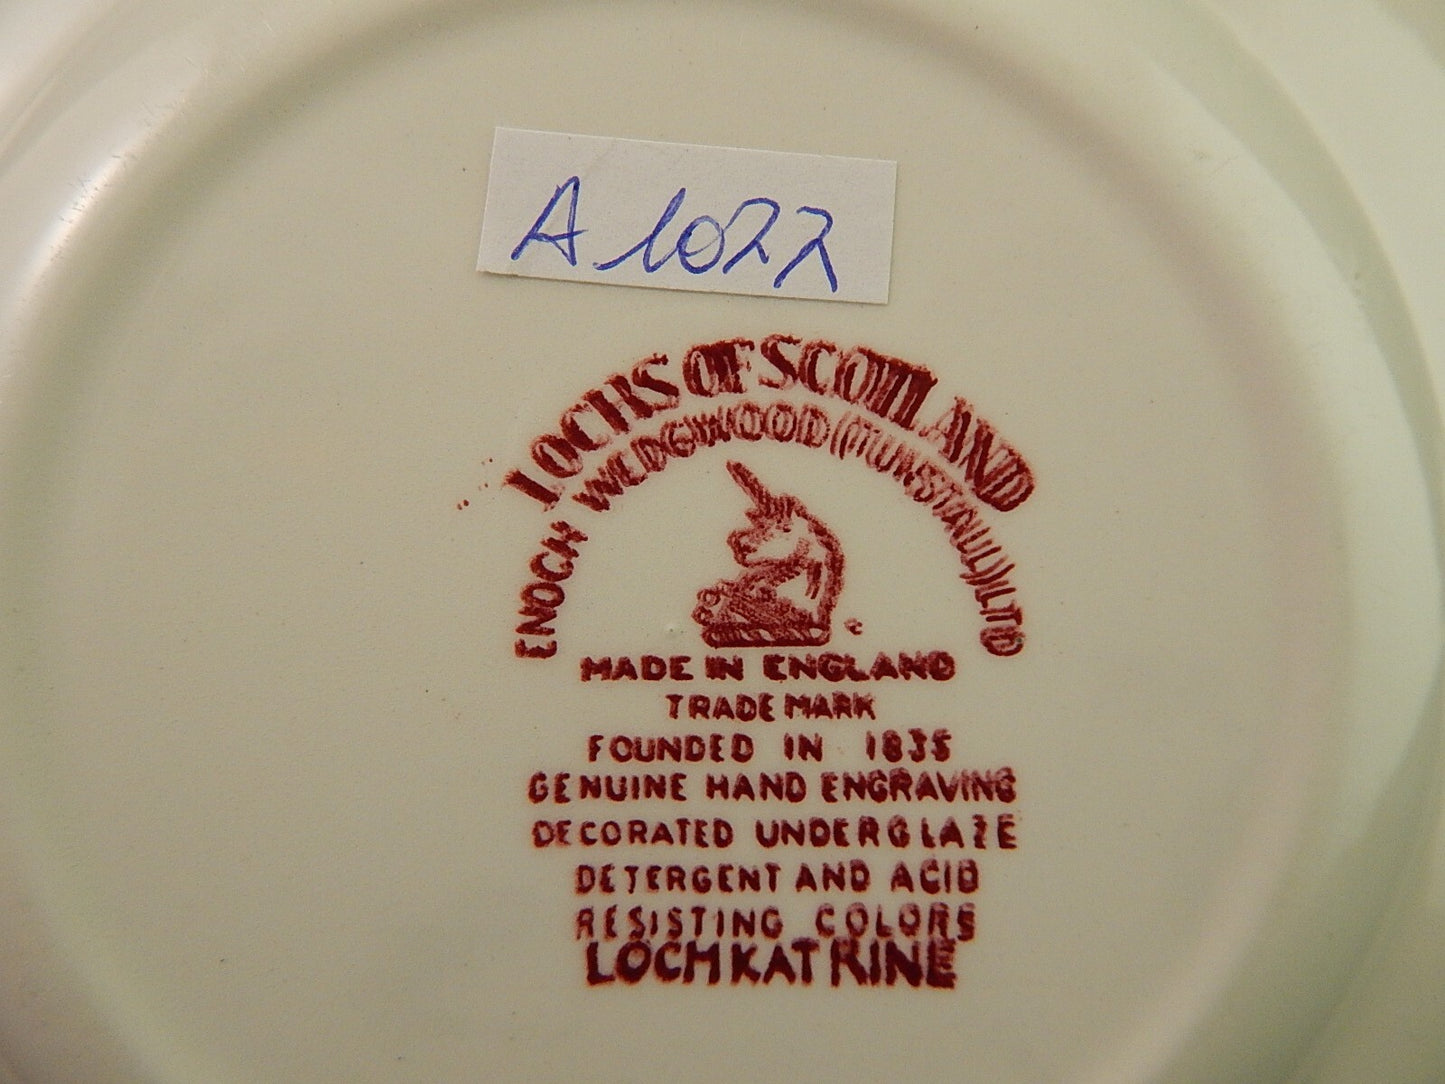 A 1022
LOCHS OF SCOTLAND
ENOCH WEDGWOOD (TUNSTALL) LTD
MADE IN ENGLAND
TRADE MARK
FOUNDED IN 1835
GENUINE HAND ENGRAVING
DECORATED UNDERGLAZE
DETERGENT AND ACID
RESISTING COLORS
LOCH KATRINE